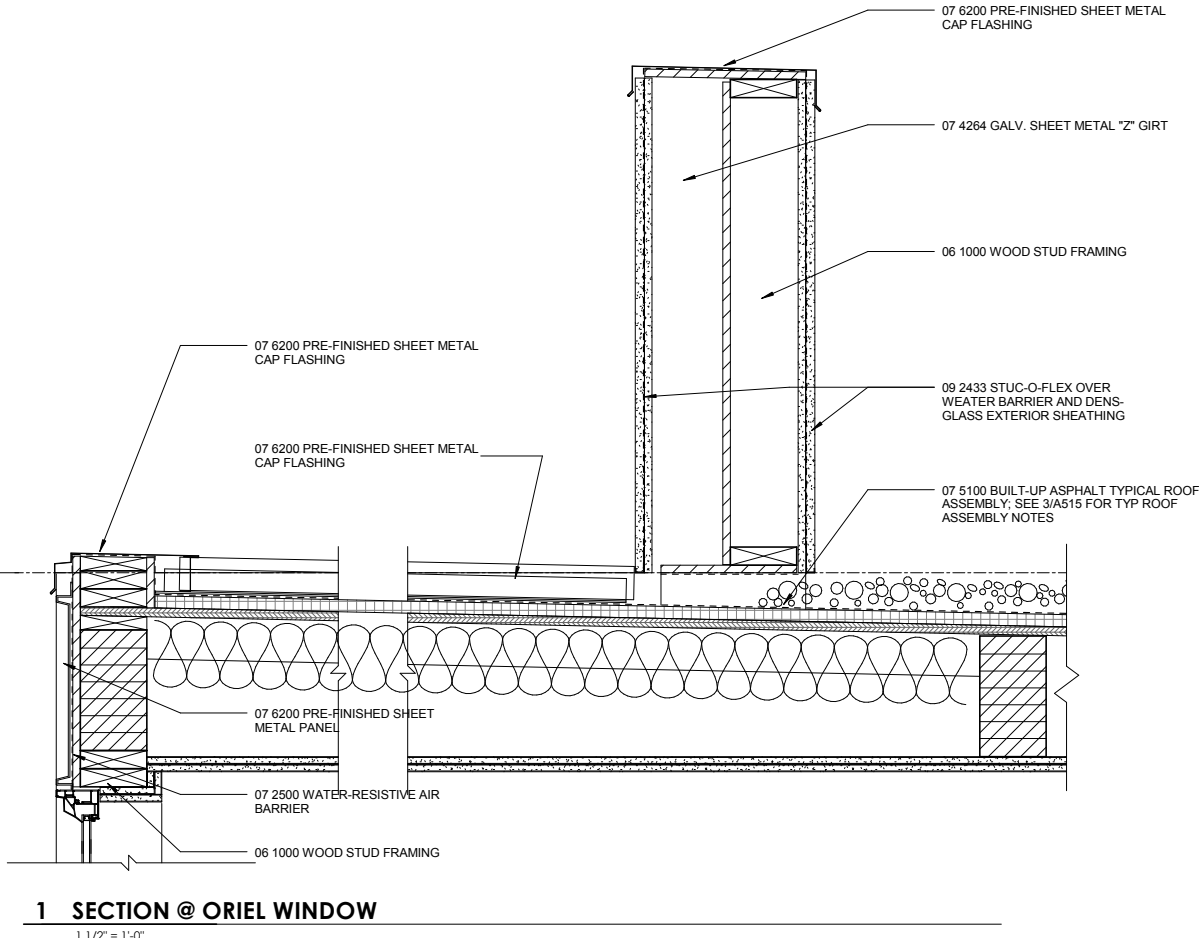 07 6200 PRE-FINISHED SHEET METAL
CAP FLASHING
07 4264 GALV. SHEET METAL "Z" GIRT
06 1000 WOOD STUD FRAMING
07 6200 PRE-FINISHED SHEET METAL
CAP FLASHING
09 2433 STUC-O-FLEX OVER
WEATER BARRIER AND DENS-
GLASS EXTERIOR SHEATHING
07 6200 PRE-FINISHED SHEET METAL
CAP FLASHING
07 5100 BUILT-UP ASPHALT TYPICAL ROOF
ASSEMBLY; SEE 3/A515 FOR TYP ROOF
ASSEMBLY NOTES
07 6200 PRE-FINISHED SHEET
METAL PANEL
07 2500 WATER-RESISTIVE AIR
BARRIER
06 1000 WOOD STUD FRAMING
1 SECTION @ ORIEL WINDOW
1 1/2" = 1'-0"